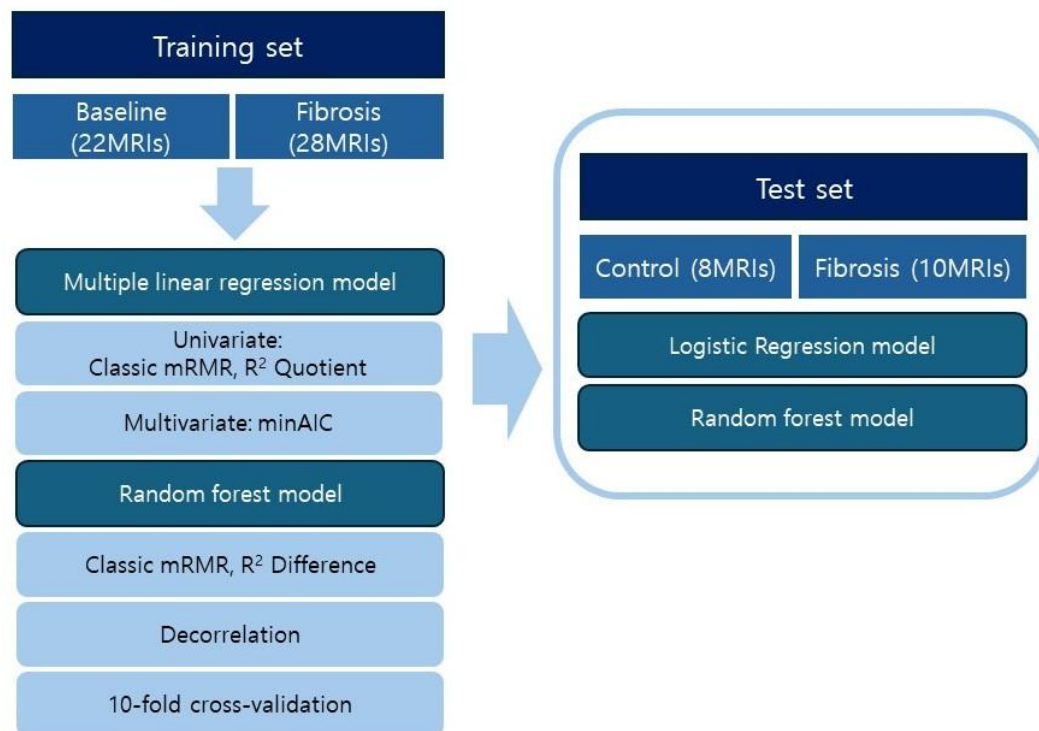 Training set
Baseline
(22MRIs)
Fibrosis
(28MRIs)
Multiple linear regression model
Univariate:
Classic mRMR, R² Quotient
Multivariate: minAIC
Random forest model
Classic mRMR, R² Difference
Decorrelation
10-fold cross-validation
Test set
Control (8MRIs)
Fibrosis (10MRIs)
Logistic Regression model
Random forest model